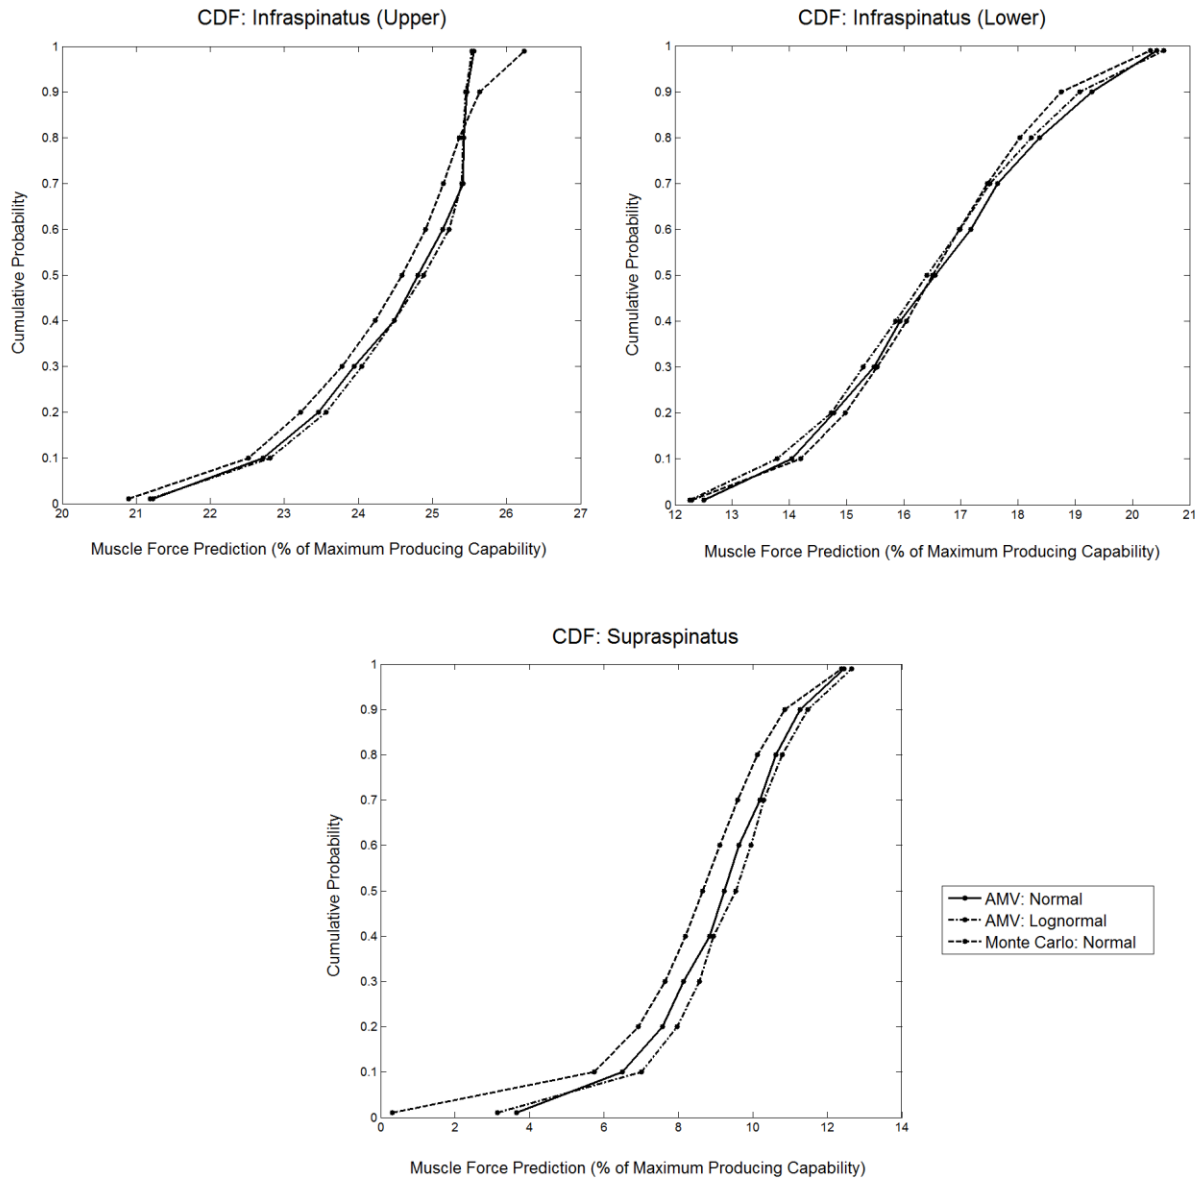 CDF: Infraspinatus (Upper)
1
0.9
0.8
0.7
0.6
0.5
0.4
0.3
0.2
0.1
0
20 21 22 23 24 25 26 27
Cumulative Probability
Muscle Force Prediction (% of Maximum Producing Capability)
CDF: Infraspinatus (Lower)
1
0.9
0.8
0.7
0.6
0.5
0.4
0.3
0.2
0.1
0
12 13 14 15 16 17 18 19 20 21
Cumulative Probability
Muscle Force Prediction (% of Maximum Producing Capability)
CDF: Supraspinatus
1
0.9
0.8
0.7
0.6
0.5
0.4
0.3
0.2
0.1
0
0 2 4 6 8 10 12 14
Cumulative Probability
Muscle Force Prediction (% of Maximum Producing Capability)
AMV: Normal
AMV: Lognormal
Monte Carlo: Normal